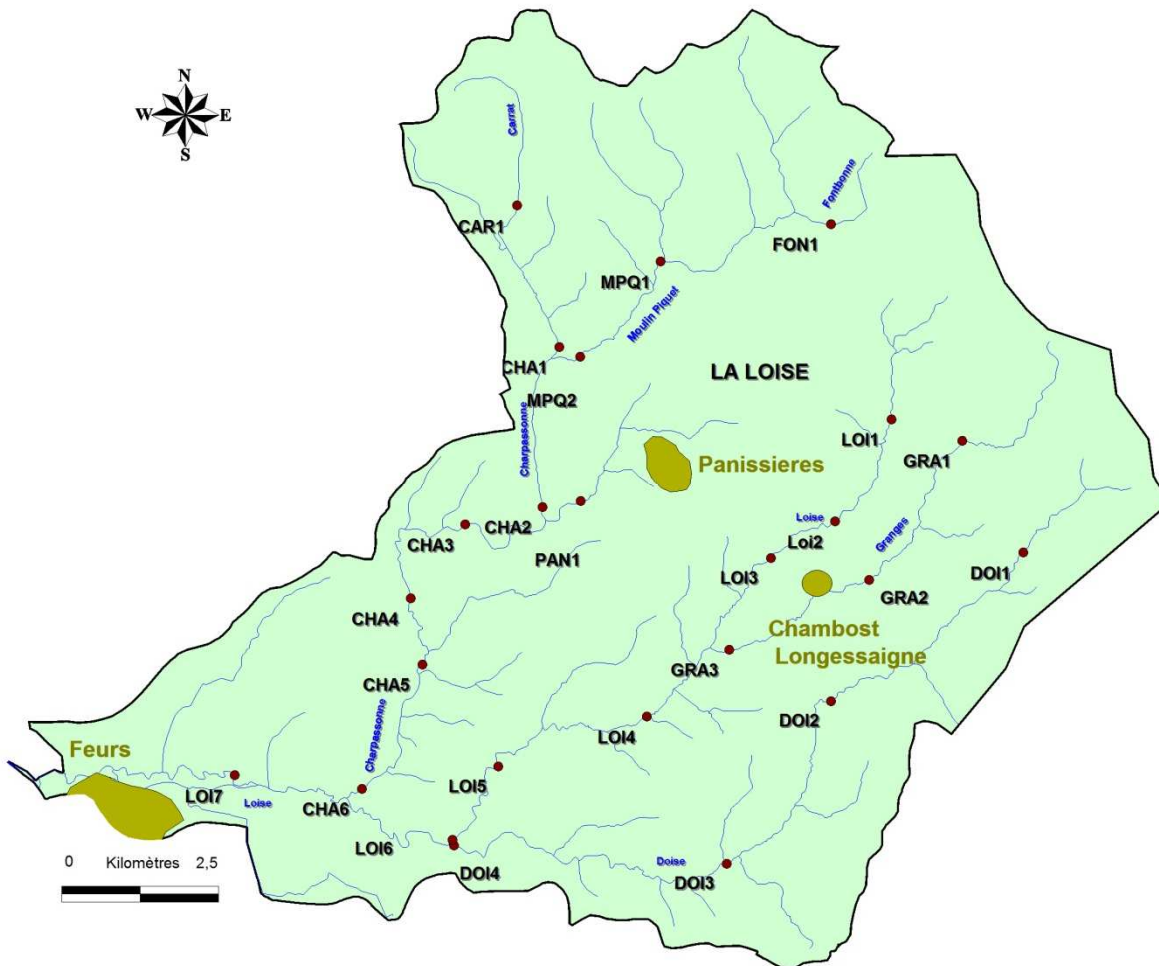 N
W E
S
Carrat
Fontbonne
CAR1
FON1
MPQ1
Moulin Piquet
CHA1
LA LOISE
MPQ2
Charpassonne
LOI1
GRA1
Panissieres
Loise
Granges
CHA2
CHA3
PAN1
Loi2
LOI3
DOI1
GRA2
CHA4
Chambost
Longessaigne
GRA3
CHA5
DOI2
LOI4
Charpassonne
Feurs
LOI5
LOI7
Loise
CHA6
LOI6
DOI4
Doise
DOI3
0 Kilomètres 2,5